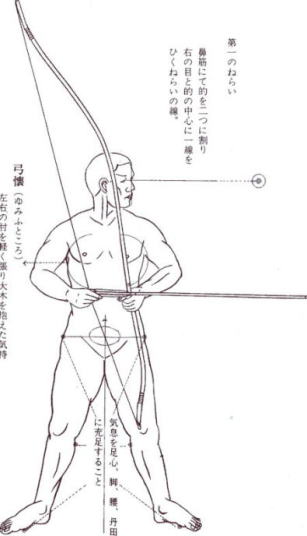 第一のねらい
鼻筋にて的を二つに割り
右の目と的の中心に一線を
ひくねらいの線。
弓懐(ゆみふところ)
左右の肘を軽く張り大木を抱えた気持
気息を足心、脚、腰、丹田
に充足すること